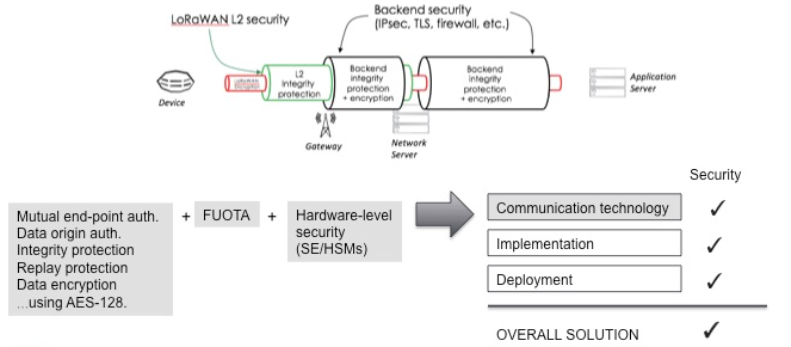 LoRaWAN L2 security
Backend security
(IPsec, TLS, firewall, etc.)
L2
integrity
protection
Backend
integrity
protection
+ encryption
Backend
integrity
protection
+ encryption
Device
Gateway
Network
Server
Application
Server
Security
Mutual end-point auth.
Data origin auth.
Integrity protection
Replay protection
Data encryption
...using AES-128.
+
FUOTA
+
Hardware-level
security
(SE/HSMs)
Communication technology ✓
Implementation ✓
Deployment ✓
OVERALL SOLUTION ✓